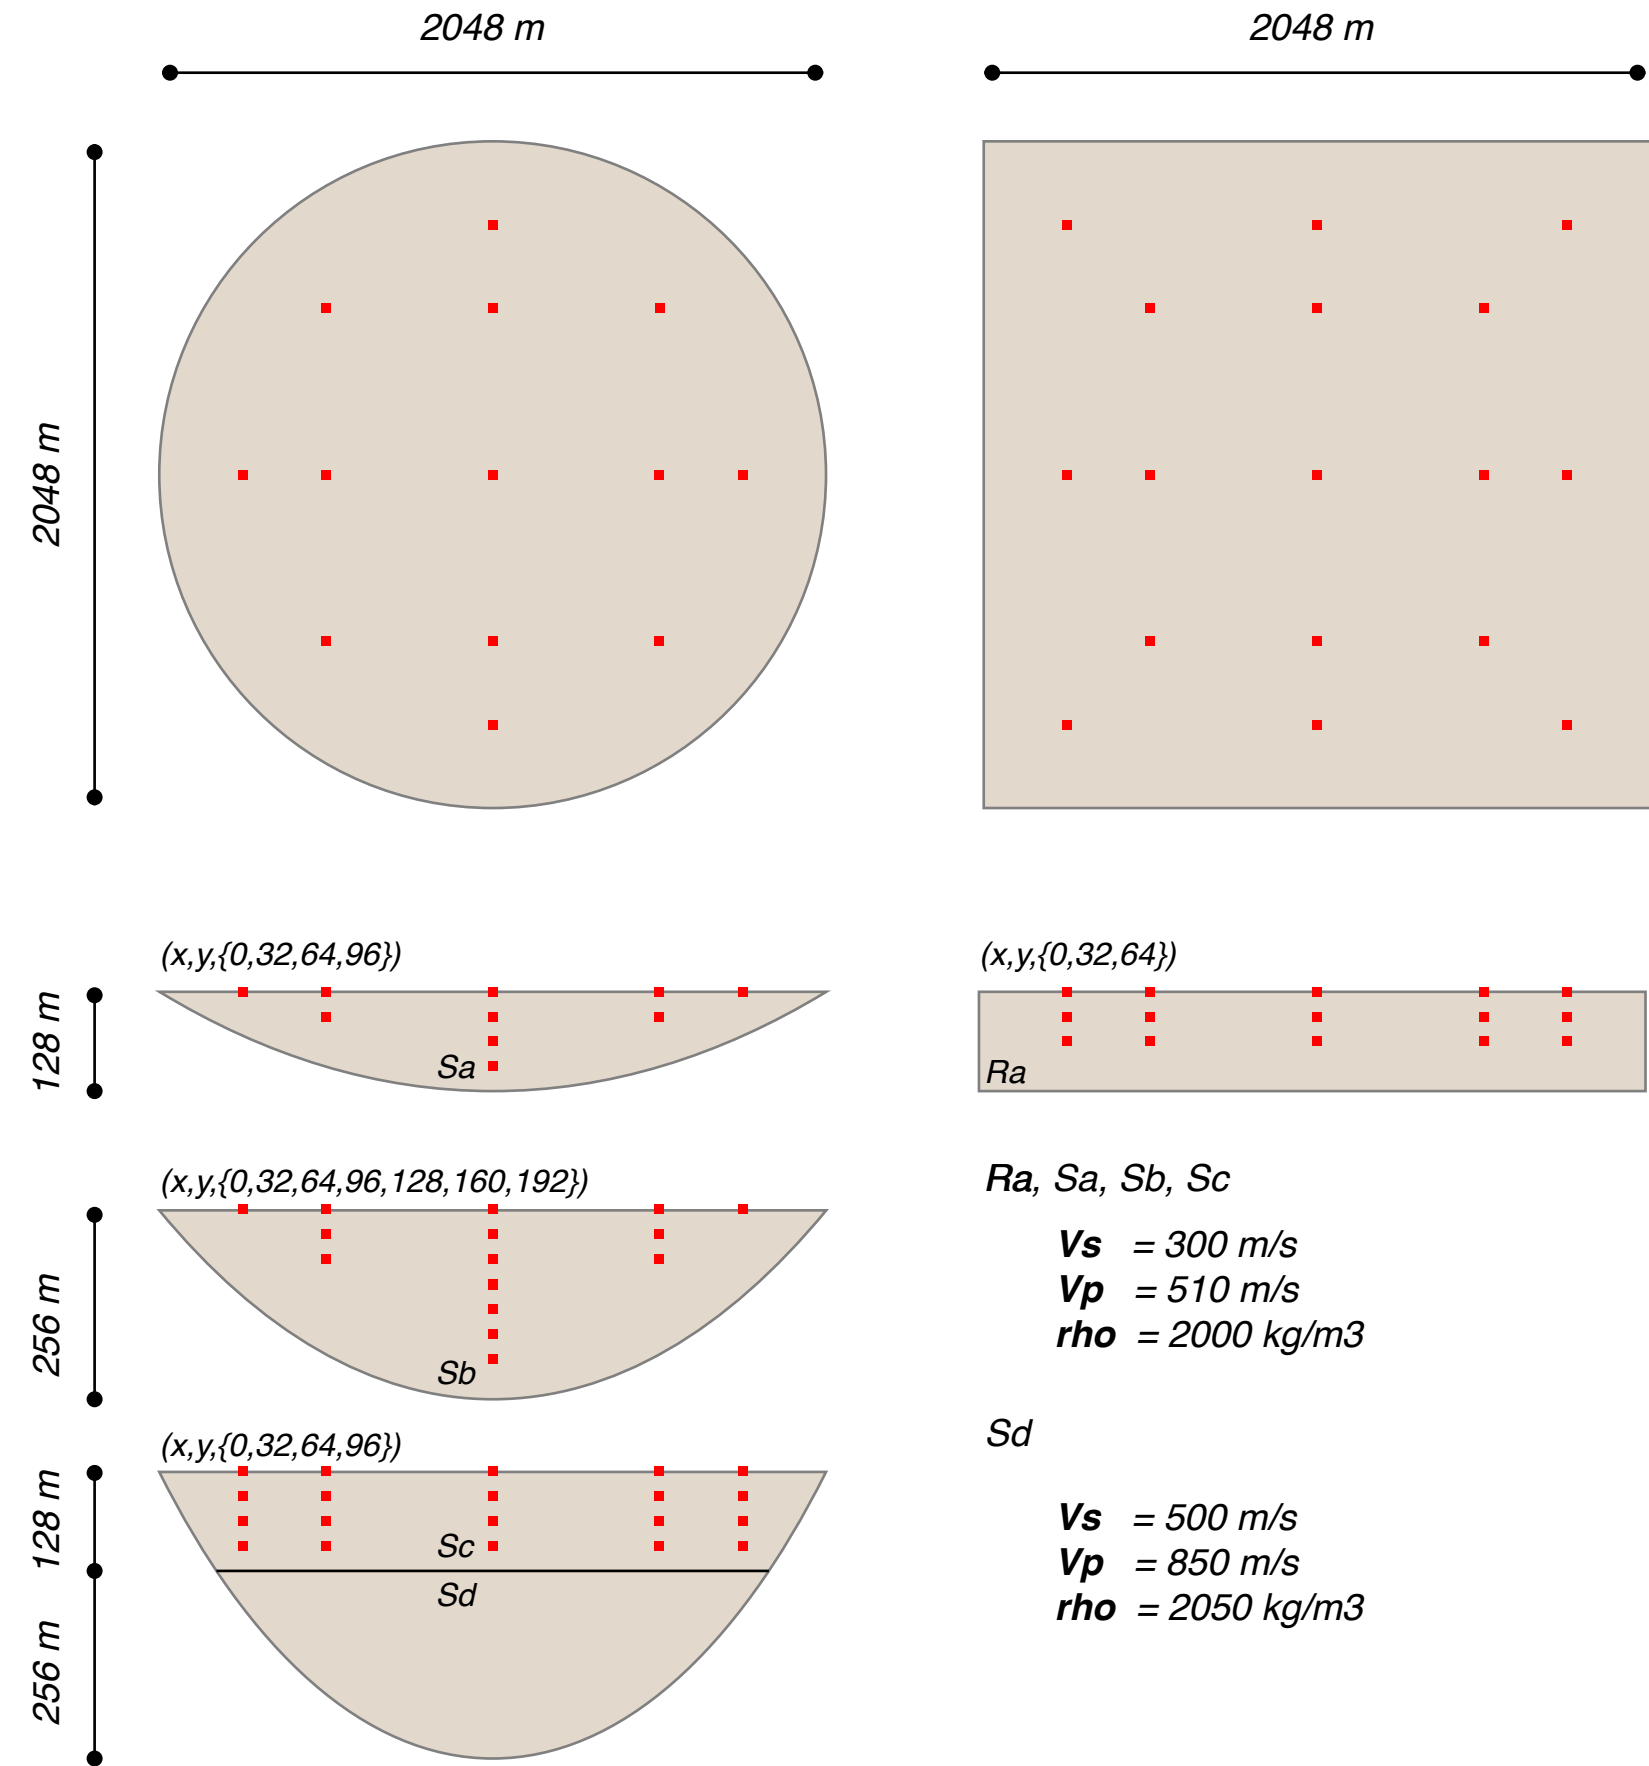 2048 m
2048 m
2048 m
(x,y,{0,32,64,96})
(x,y,{0,32,64})
128 m
Sa
Ra
(x,y,{0,32,64,96,128,160,192})
Ra, Sa, Sb, Sc
256 m
Vs = 300 m/s
Vp = 510 m/s
rho = 2000 kg/m3
Sb
(x,y,{0,32,64,96})
Sd
128 m
Sc
Sd
256 m
Vs = 500 m/s
Vp = 850 m/s
rho = 2050 kg/m3